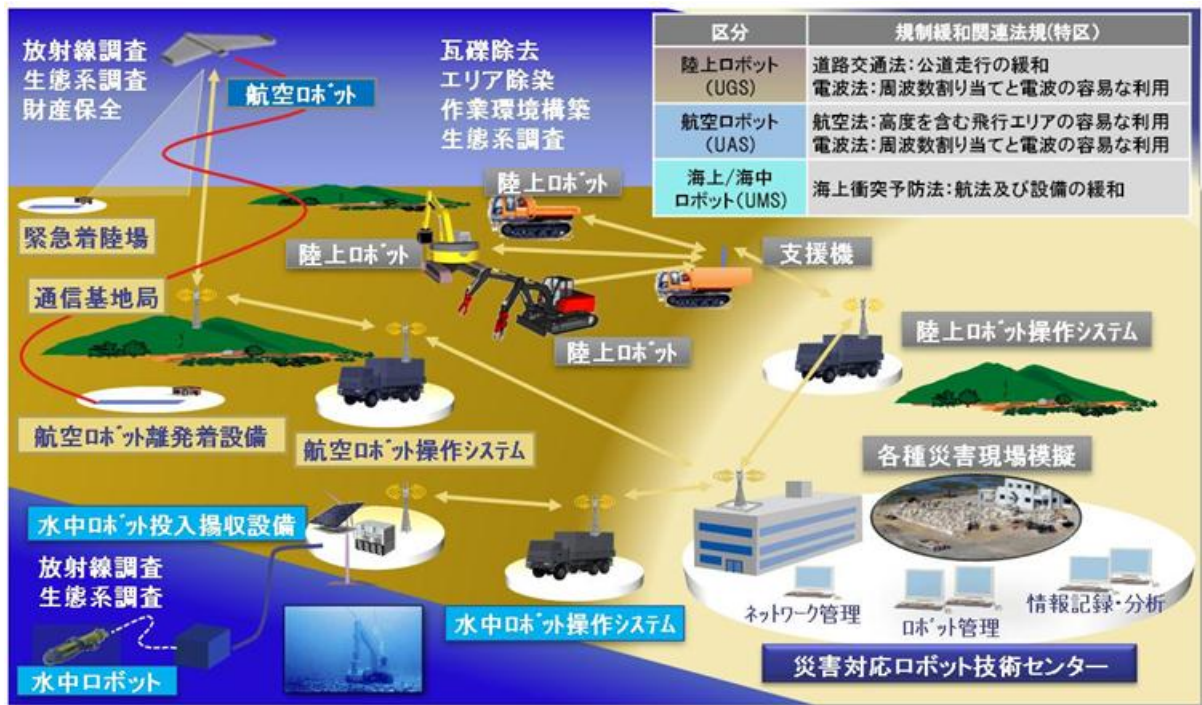 放射線調査
生態系調査
財産保全
航空ロボット
瓦礫除去
エリア除染
作業環境構築
生態系調査
区分
規制緩和関連法規(特区)
陸上ロボット
(UGS)
道路交通法:公道走行の緩和
電波法:周波数割り当てと電波の容易な利用
航空ロボット
(UAS)
航空法:高度を含む飛行エリアの容易な利用
電波法:周波数割り当てと電波の容易な利用
海上/海中
ロボット(UMS)
海上衝突予防法:航法及び設備の緩和
陸上ロボット
緊急着陸場
陸上ロボット
支援機
通信基地局
陸上ロボット
陸上ロボット操作システム
航空ロボット離発着設備
航空ロボット操作システム
各種災害現場模擬
水中ロボット投入揚収設備
放射線調査
生態系調査
水中ロボット
水中ロボット操作システム
ネットワーク管理
ロボット管理
情報記録・分析
災害対応ロボット技術センター